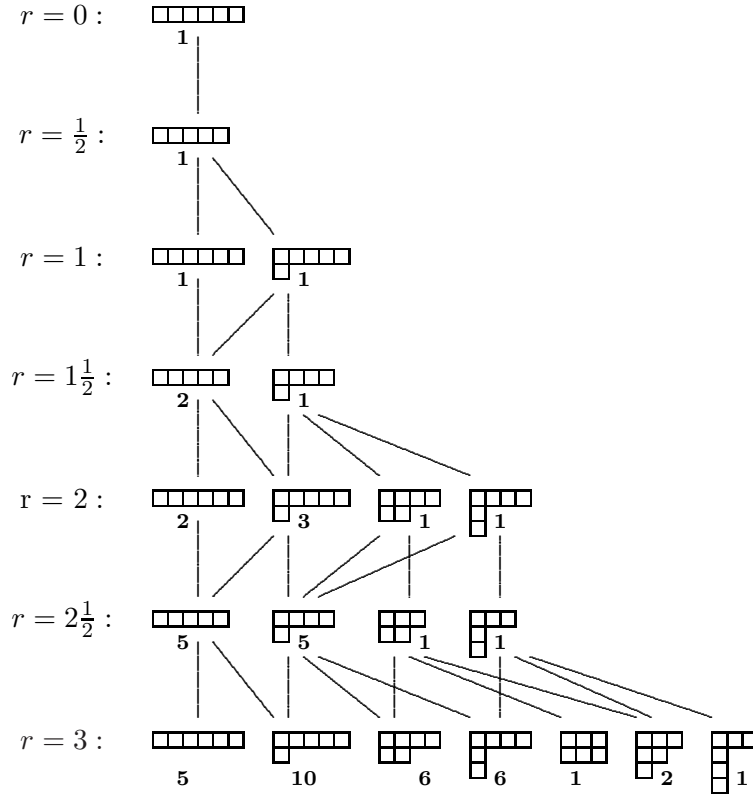 r = 0 :
1
r = 1/2 :
1
r = 1 :
1 1
r = 1 1/2 :
2 1
r = 2 :
2 3 1 1
r = 2 1/2 :
5 5 1 1
r = 3 :
5 10 6 6 1 2 1